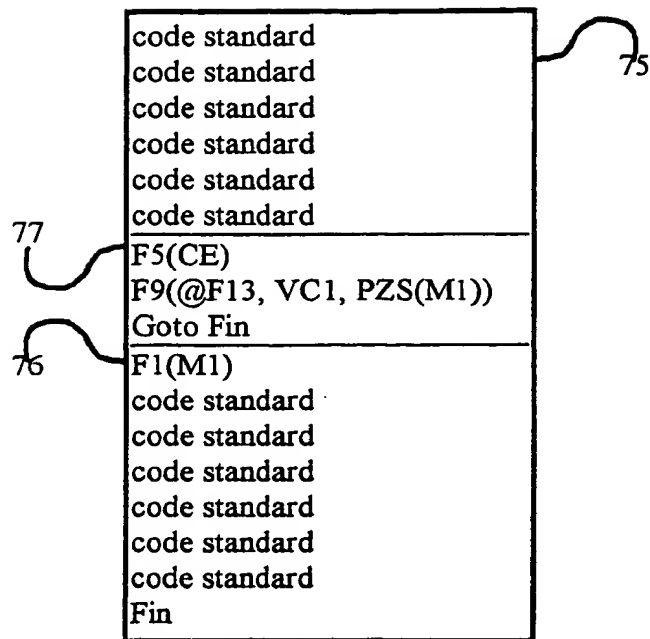 code standard
75
code standard
code standard
code standard
code standard
code standard
77
F5(CE)
F9(@F13, VC1, PZS(M1))
Goto Fin
76
F1(M1)
code standard
code standard
code standard
code standard
code standard
code standard
Fin